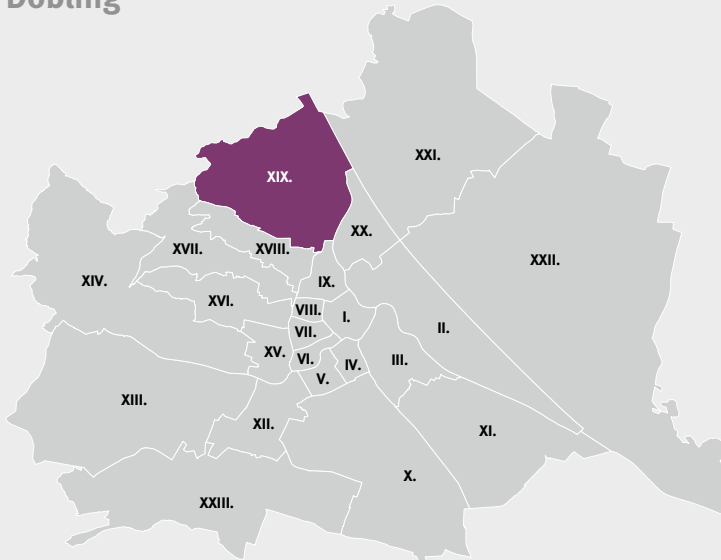 Döbling
XXI.
XIX.
XX.
XVII.
XVIII.
XXII.
XIV.
IX.
XVI.
VIII.
I.
II.
VII.
XV.
VI.
IV.
III.
V.
XIII.
XII.
XI.
X.
XXIII.